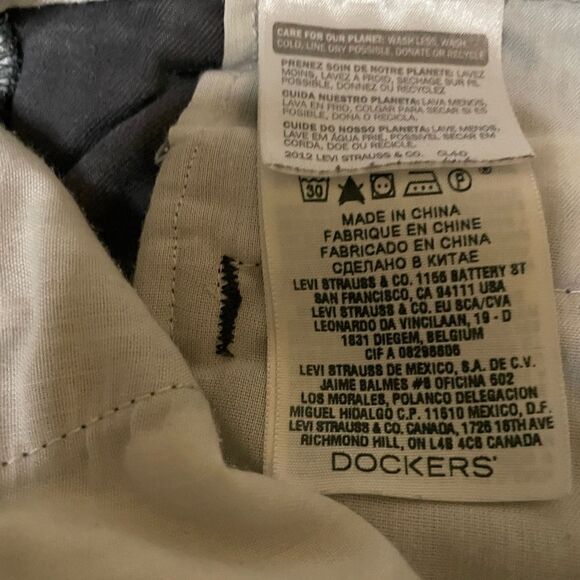 CARE FOR OUR PLANET: WASH LESS, WASH
COLD, LINE DRY POSSIBLE, DONATE OR RECYCLE
PRENEZ SOIN DE NOTRE PLANETE: LAVEZ
MOINS, LAVEZ A FROID, SECHAGE SUR FIL
POSSIBLE, DONNEZ OU RECYCLEZ
CUIDA NUESTRO PLANETA: LAVA MENOS,
LAVA EN FRIO, COLGAR PARA SECAR SI ES
POSIBLE, DONA O RECICLA.
CUIDE DO NOSSO PLANETA: LAVE MENOS,
LAVE EM ÁGUA FRIE, POSSIVEL SECAR EM
CORDA, DOE OU RECICLE;
2012 LEVI STRAUSS & CO.
30 P ®
MADE IN CHINA
FABRIQUE EN CHINE
FABRICADO EN CHINA
СДЕЛАНО В КИТАЕ
LEVI STRAUSS & CO. 1155 BATTERY ST
SAN FRANCISCO, CA 94111 USA
LEVI STRAUSS & CO. EU SCA/CVA
LEONARDO DA VINCILAAN, 19 - D
1831 DIEGEM, BELGIUM
CIF A 08298606
LEVI STRAUSS DE MEXICO, S.A. DE C.V.
JAIME BALMES #8 OFICINA 602
LOS MORALES, POLANCO DELEGACION
MIGUEL HIDALGO C.P. 11510 MEXICO, D.F.
LEVI STRAUSS & CO. CANADA, 1725 16TH AVE
RICHMOND HILL, ON L4B 4C6 CANADA
DOCKERS®